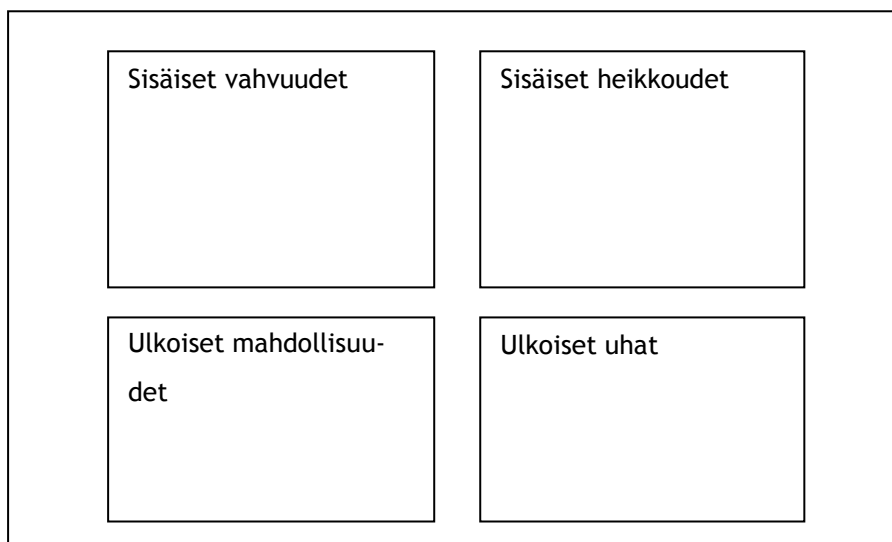 Sisäiset vahvuudet
Sisäiset heikkoudet
Ulkoiset mahdollisuu-
det
Ulkoiset uhat